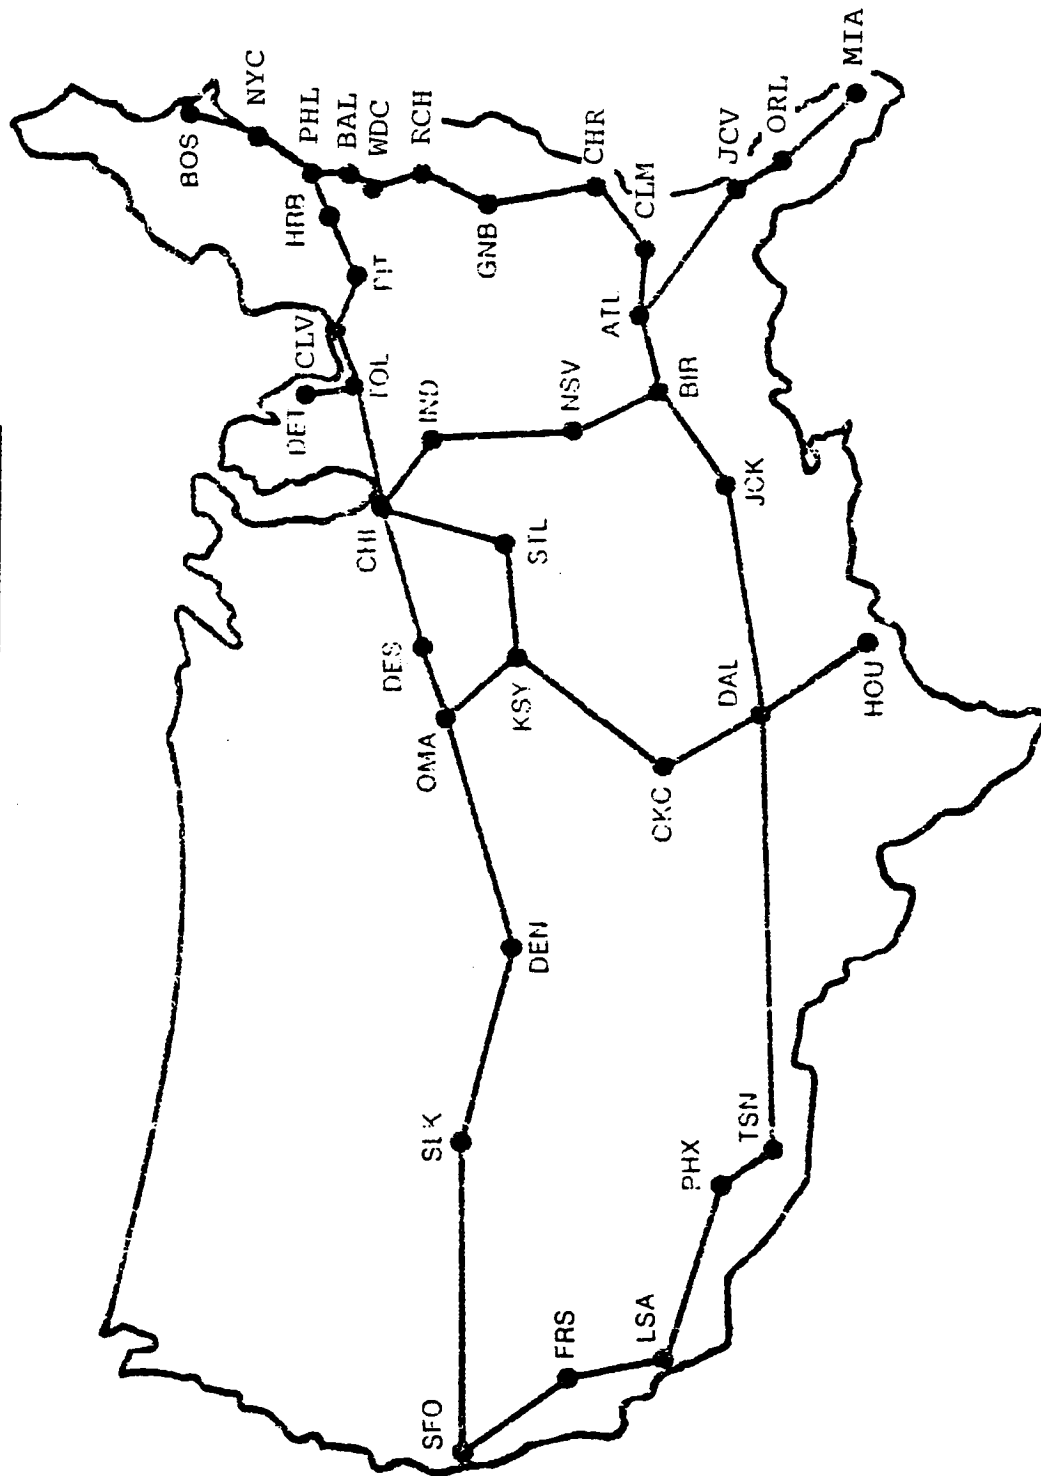 BOS
NYC
PHL
HRB
BAL
WDC
RCH
PIT
CLV
TOL
DET
GNB
CHR
CLM
ATL
JCV
ORL
MIA
IND
NSV
BIR
JCK
CHI
STL
DES
OMA
KSY
CKC
DAL
HOU
DEN
SLK
TSN
PHX
LSA
FRS
SFO